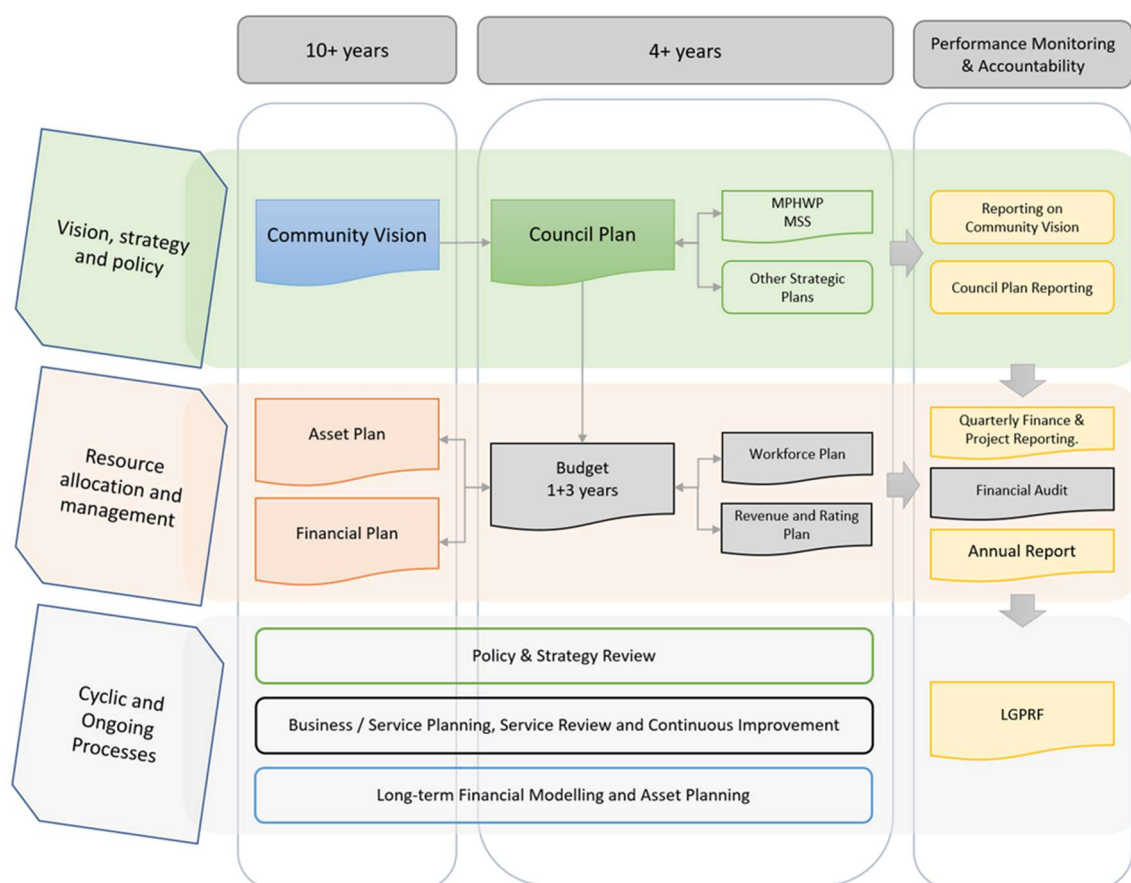 10+ years
4+ years
Performance Monitoring
& Accountability
Vision, strategy
and policy
Community Vision
Council Plan
MPHWP
MSS
Other Strategic
Plans
Reporting on
Community Vision
Council Plan Reporting
Resource
allocation and
management
Asset Plan
Financial Plan
Budget
1+3 years
Workforce Plan
Revenue and Rating
Plan
Quarterly Finance &
Project Reporting.
Financial Audit
Annual Report
Cyclic and
Ongoing
Processes
Policy & Strategy Review
Business / Service Planning, Service Review and Continuous Improvement
Long-term Financial Modelling and Asset Planning
LGPRF